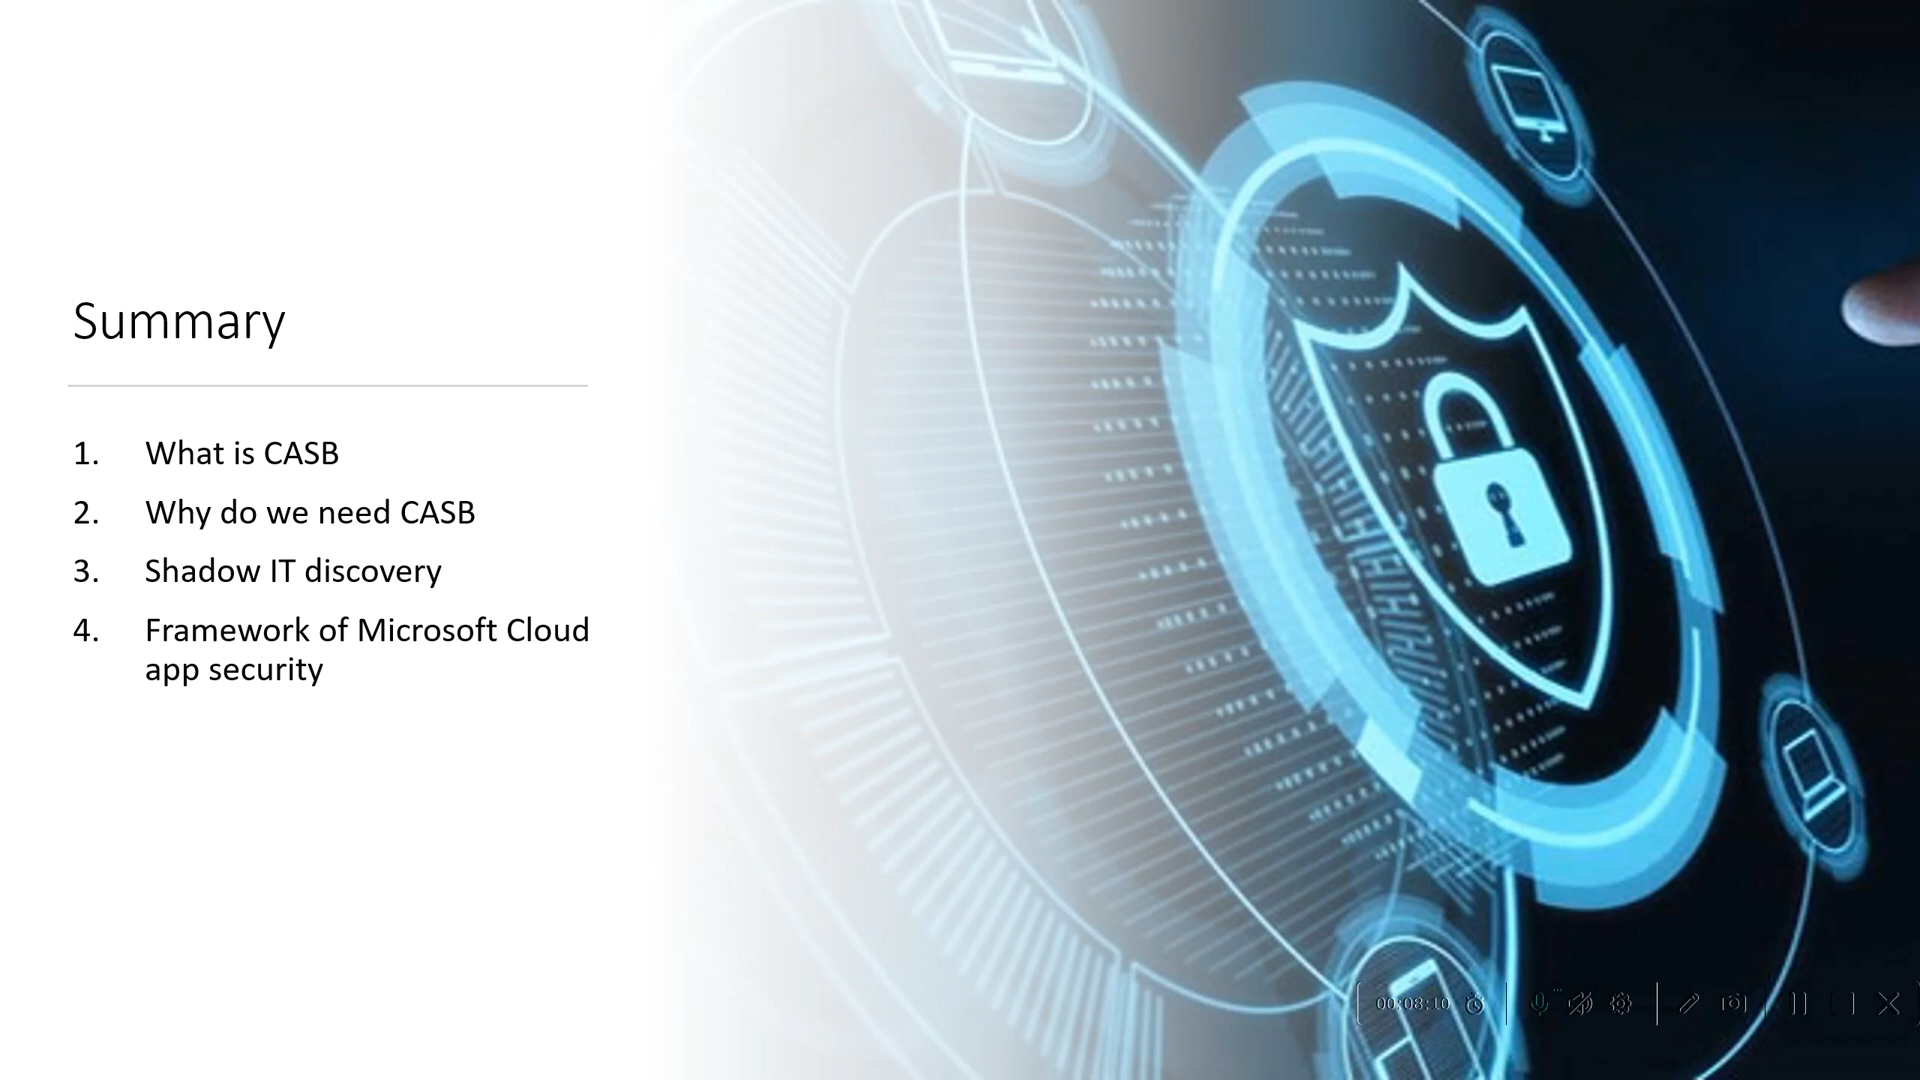 Summary
1. What is CASB
2. Why do we need CASB
3. Shadow IT discovery
4. Framework of Microsoft Cloud
app security
00:08:10